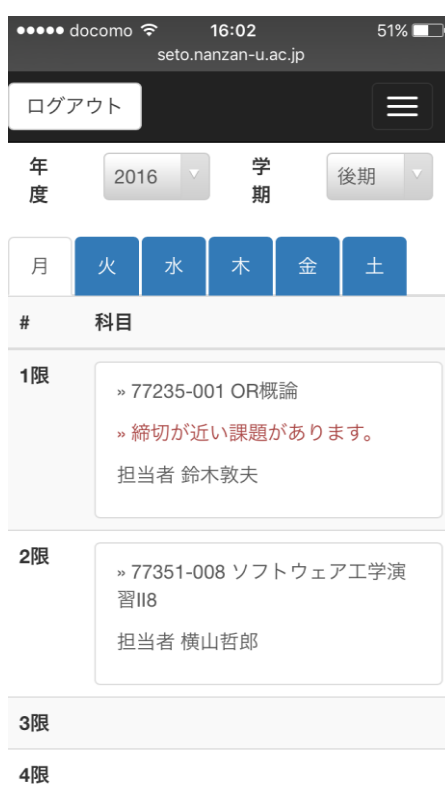 docomo 16:02 51%
seto.nanzan-u.ac.jp
ログアウト
年度 2016 学期 後期
月 火 水 木 金 土
# 科目
1限
» 77235-001 OR概論
» 締切が近い課題があります。
担当者 鈴木敦夫
2限
» 77351-008 ソフトウェア工学演
習II8
担当者 横山哲郎
3限
4限